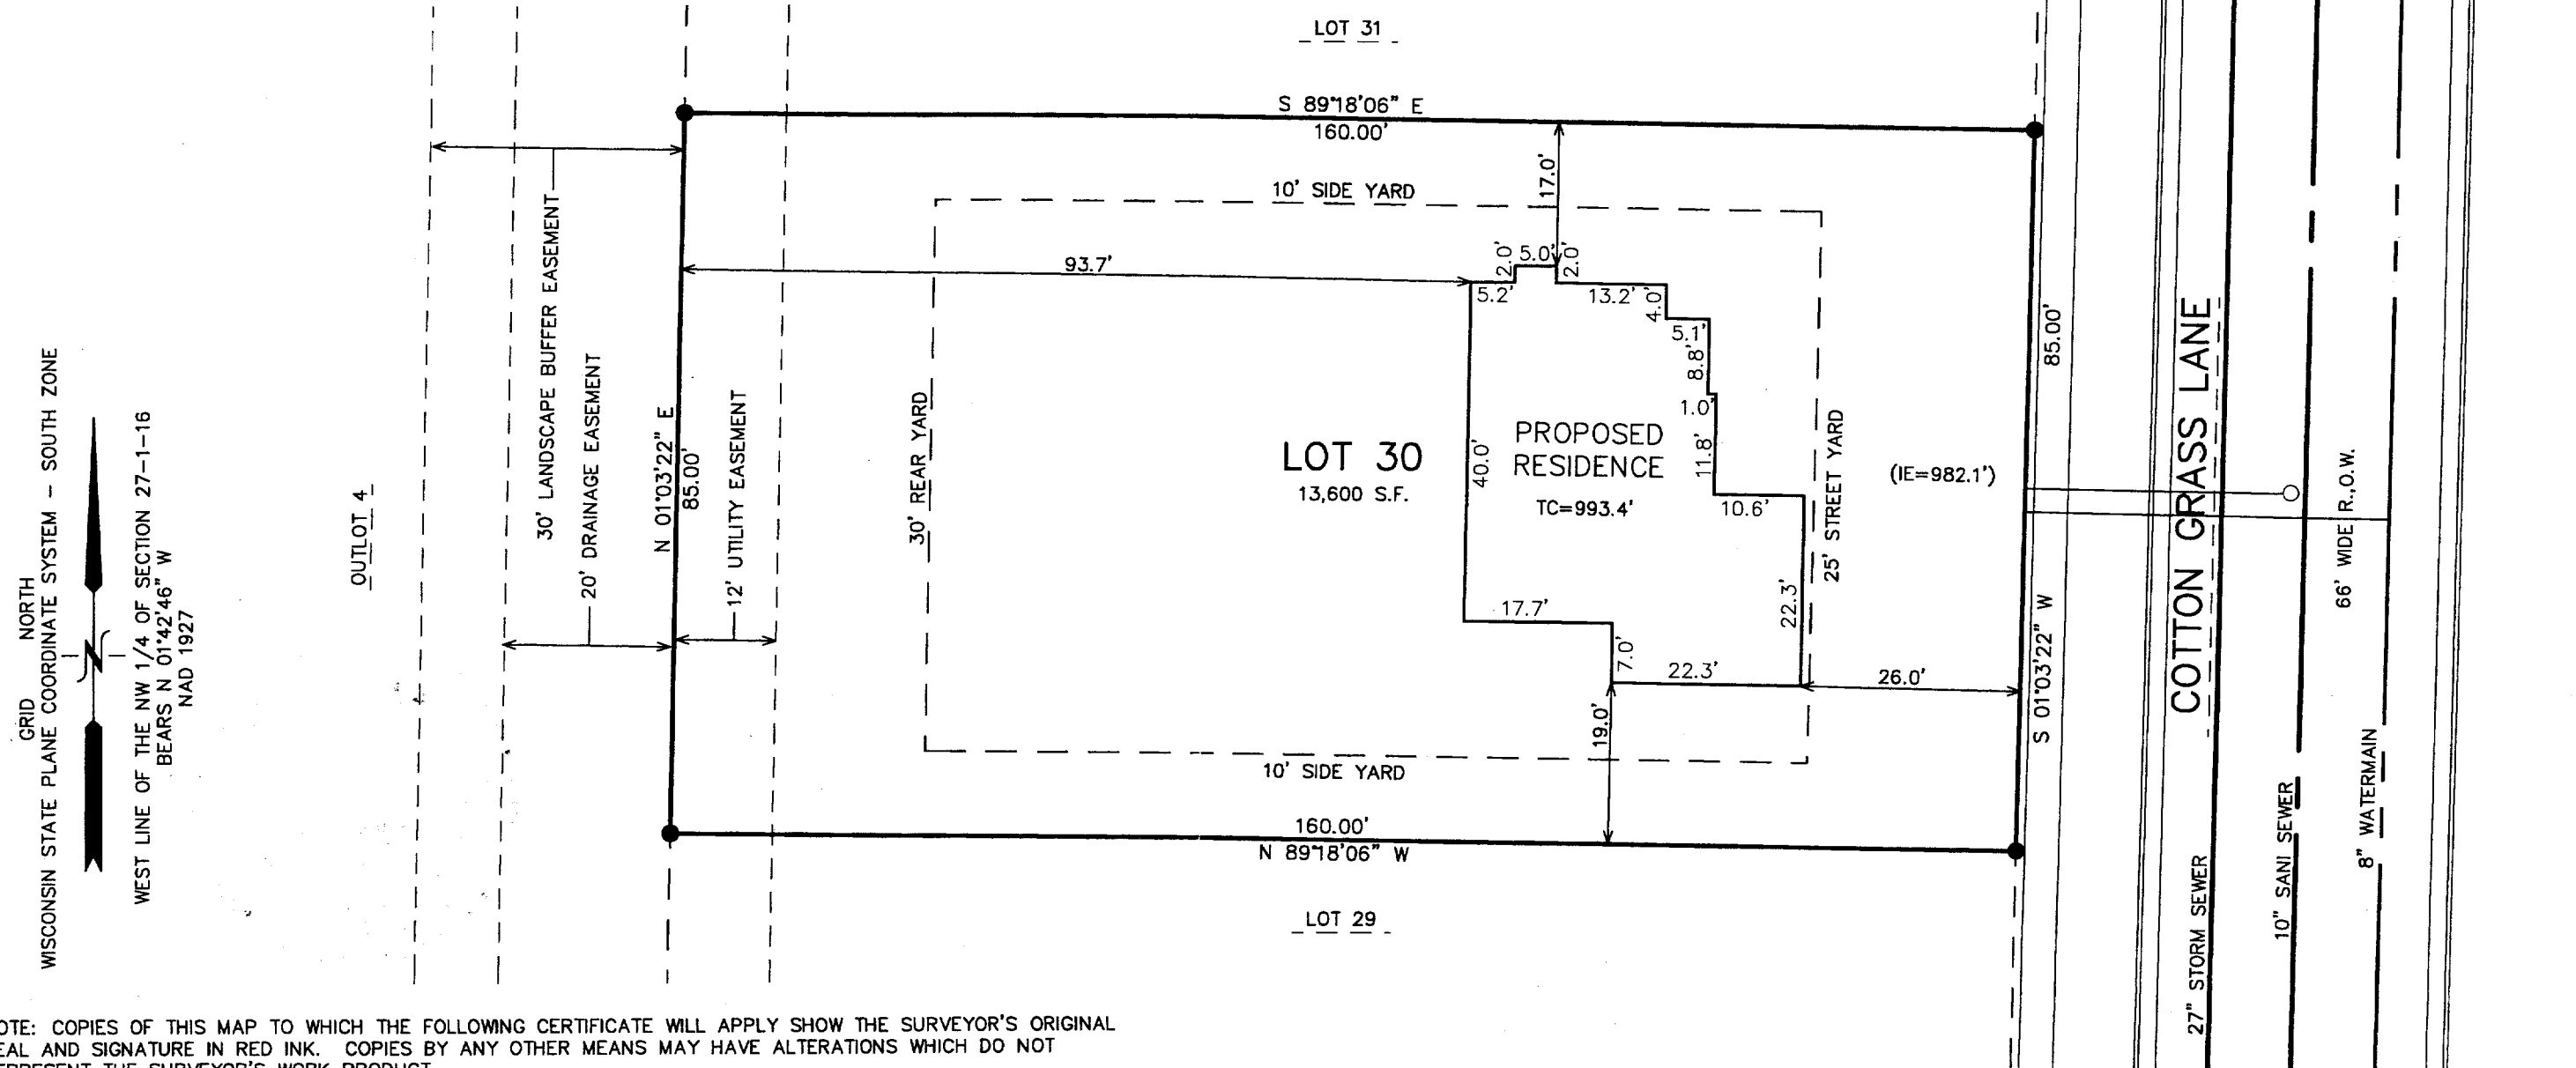 LOT 31
S 89°18'06" E
160.00'
17.0'
10' SIDE YARD
93.7'
2.0'
5.0'
2.0'
5.2'
13.2'
4.0'
5.1'
8.8'
1.0'
11.8'
10.6'
40.0'
PROPOSED
RESIDENCE
TC=993.4'
LOT 30
13,600 S.F.
17.7'
7.0'
22.3'
22.3'
26.0'
19.0'
30' REAR YARD
25' STREET YARD
10' SIDE YARD
160.00'
N 89°18'06" W
LOT 29
N 01°03'22" E
85.00'
12' UTILITY EASEMENT
20' DRAINAGE EASEMENT
30' LANDSCAPE BUFFER EASEMENT
OUTLOT 4
GRID NORTH
WISCONSIN STATE PLANE COORDINATE SYSTEM - SOUTH ZONE
N
WEST LINE OF THE NW 1/4 OF SECTION 27-1-16
BEARS N 01°42'46" W
NAD 1927
(IE=982.1')
85.00'
S 01°03'22" W
COTTON GRASS LANE
66' WIDE R.O.W.
27" STORM SEWER
10" SANI SEWER
8" WATERMAIN
OTE: COPIES OF THIS MAP TO WHICH THE FOLLOWING CERTIFICATE WILL APPLY SHOW THE SURVEYOR'S ORIGINAL
EAL AND SIGNATURE IN RED INK. COPIES BY ANY OTHER MEANS MAY HAVE ALTERATIONS WHICH DO NOT
EPRESENT THE SURVEYOR'S WORK PRODUCT